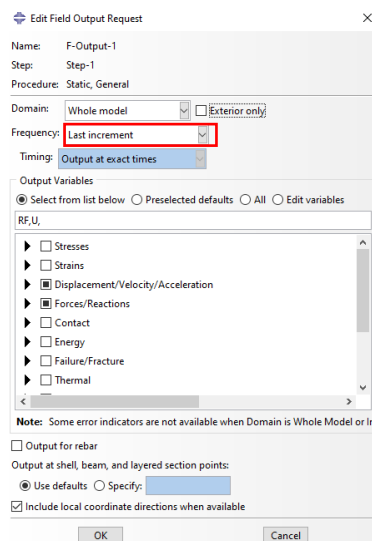 Edit Field Output Request
Name: F-Output-1
Step: Step-1
Procedure: Static, General
Domain: Whole model Exterior only
Frequency: Last increment
Timing: Output at exact times
Output Variables
Select from list below Preselected defaults All Edit variables
RF,U,
Stresses
Strains
Displacement/Velocity/Acceleration
Forces/Reactions
Contact
Energy
Failure/Fracture
Thermal
Note: Some error indicators are not available when Domain is Whole Model or
Output for rebar
Output at shell, beam, and layered section points:
Use defaults Specify:
Include local coordinate directions when available
OK Cancel